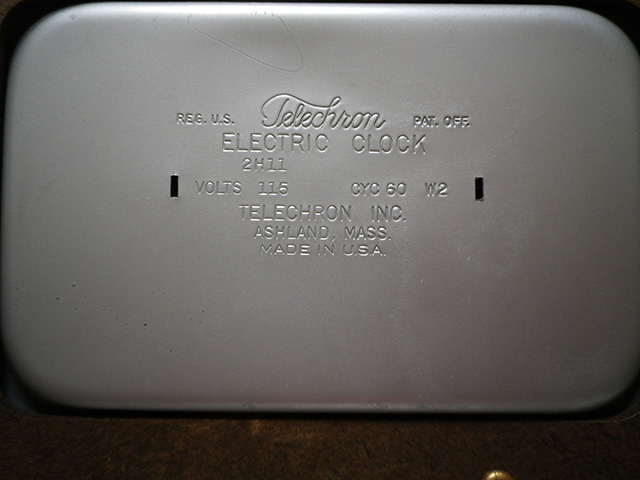 REG. U.S. Telechron PAT. OFF.
ELECTRIC CLOCK
2H11
VOLTS 115 CYC 60 W2
TELECHRON INC.
ASHLAND, MASS.
MADE IN U.S.A.